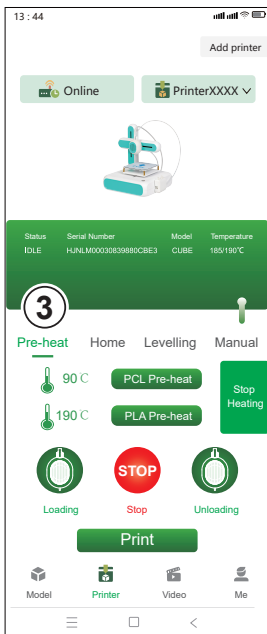 13 : 44
Add printer
Online
PrinterXXXX
Status Serial Number Model Temperature
IDLE HJNLM00030839880CBE3 CUBE 185/190℃
3
Pre-heat Home Levelling Manual
90℃ PCL Pre-heat
Stop
Heating
190℃ PLA Pre-heat
STOP
Loading Stop Unloading
Print
Model Printer Video Me